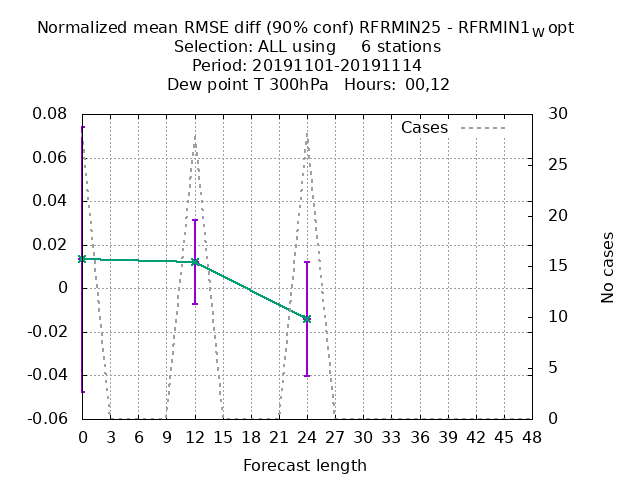 Normalized mean RMSE diff (90% conf) RFRMIN25 - RFRMIN1W opt
Selection: ALL using 6 stations
Period: 20191101-20191114
Dew point T 300hPa Hours: 00,12
Cases
0.08
0.06
0.04
0.02
0
-0.02
-0.04
-0.06
30
25
20
15
10
5
0
No cases
0 3 6 9 12 15 18 21 24 27 30 33 36 39 42 45 48
Forecast length